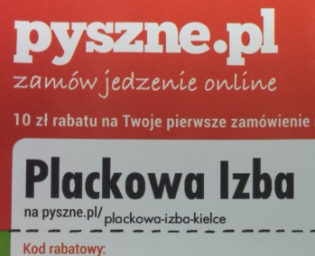 pyszne.pl
zamów jedzenie online
10 zł rabatu na Twoje pierwsze zamówienie
Plackowa Izba
na pyszne.pl/plackowa-izba-kielce
Kod rabatowy: